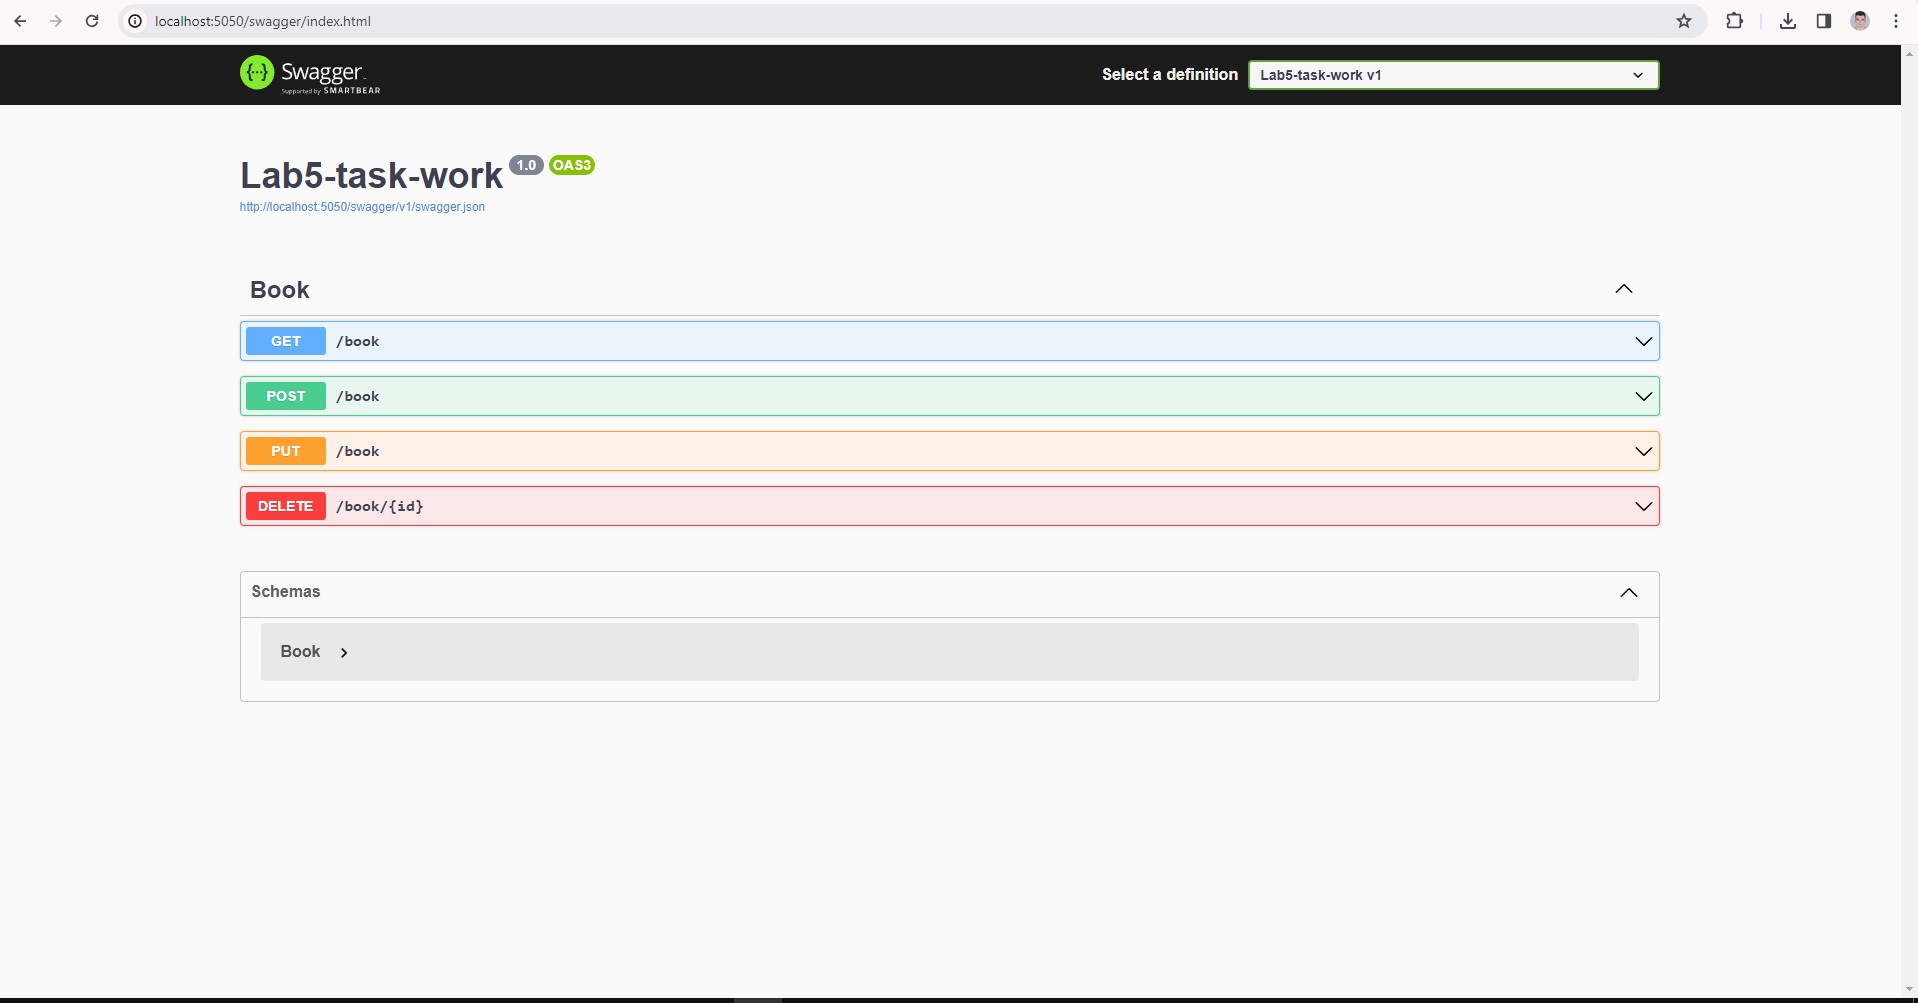 localhost:5050/swagger/index.html
Swagger
Supported by SMARTBEAR
Select a definition
Lab5-task-work v1
Lab5-task-work 1.0 OAS3
http://localhost:5050/swagger/v1/swagger.json
Book
GET /book
POST /book
PUT /book
DELETE /book/{id}
Schemas
Book